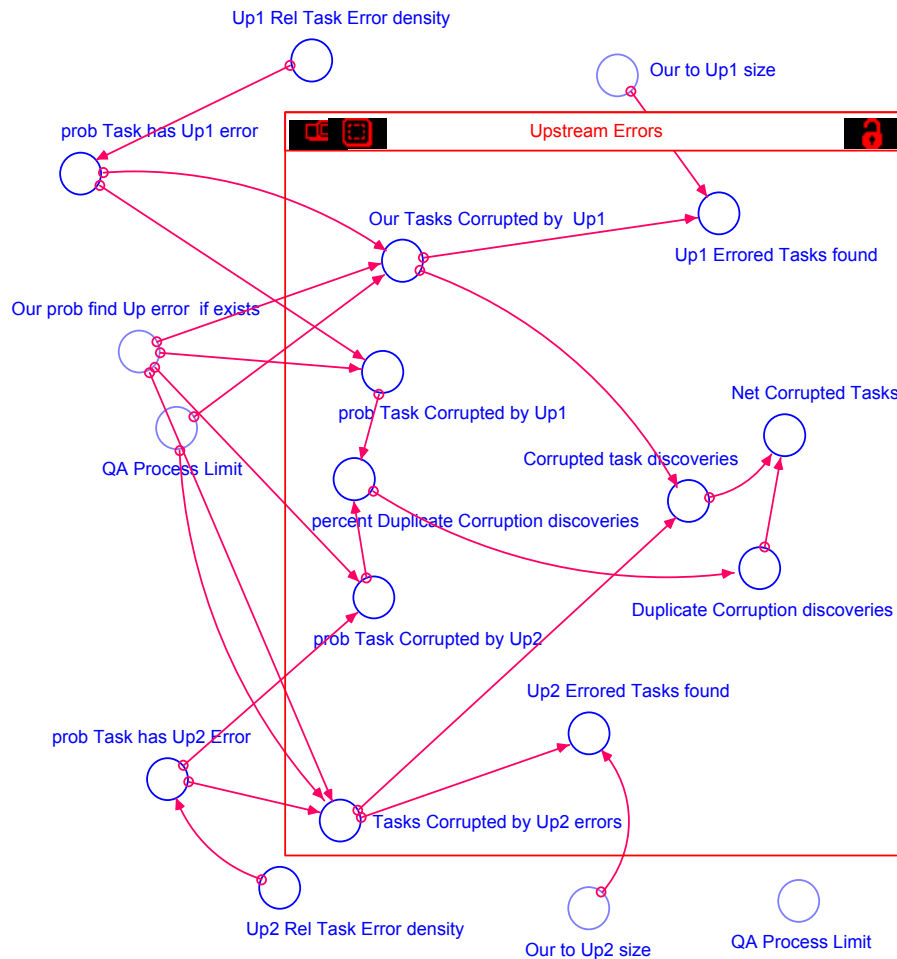 Up1 Rel Task Error density
Our to Up1 size
prob Task has Up1 error
Upstream Errors
Our Tasks Corrupted by  Up1
Up1 Errored Tasks found
Our prob find Up error  if exists
prob Task Corrupted by Up1
Net Corrupted Tasks
QA Process Limit
Corrupted task discoveries
percent Duplicate Corruption discoveries
Duplicate Corruption discoveries
prob Task Corrupted by Up2
Up2 Errored Tasks found
prob Task has Up2 Error
Tasks Corrupted by Up2 errors
Up2 Rel Task Error density
Our to Up2 size
QA Process Limit